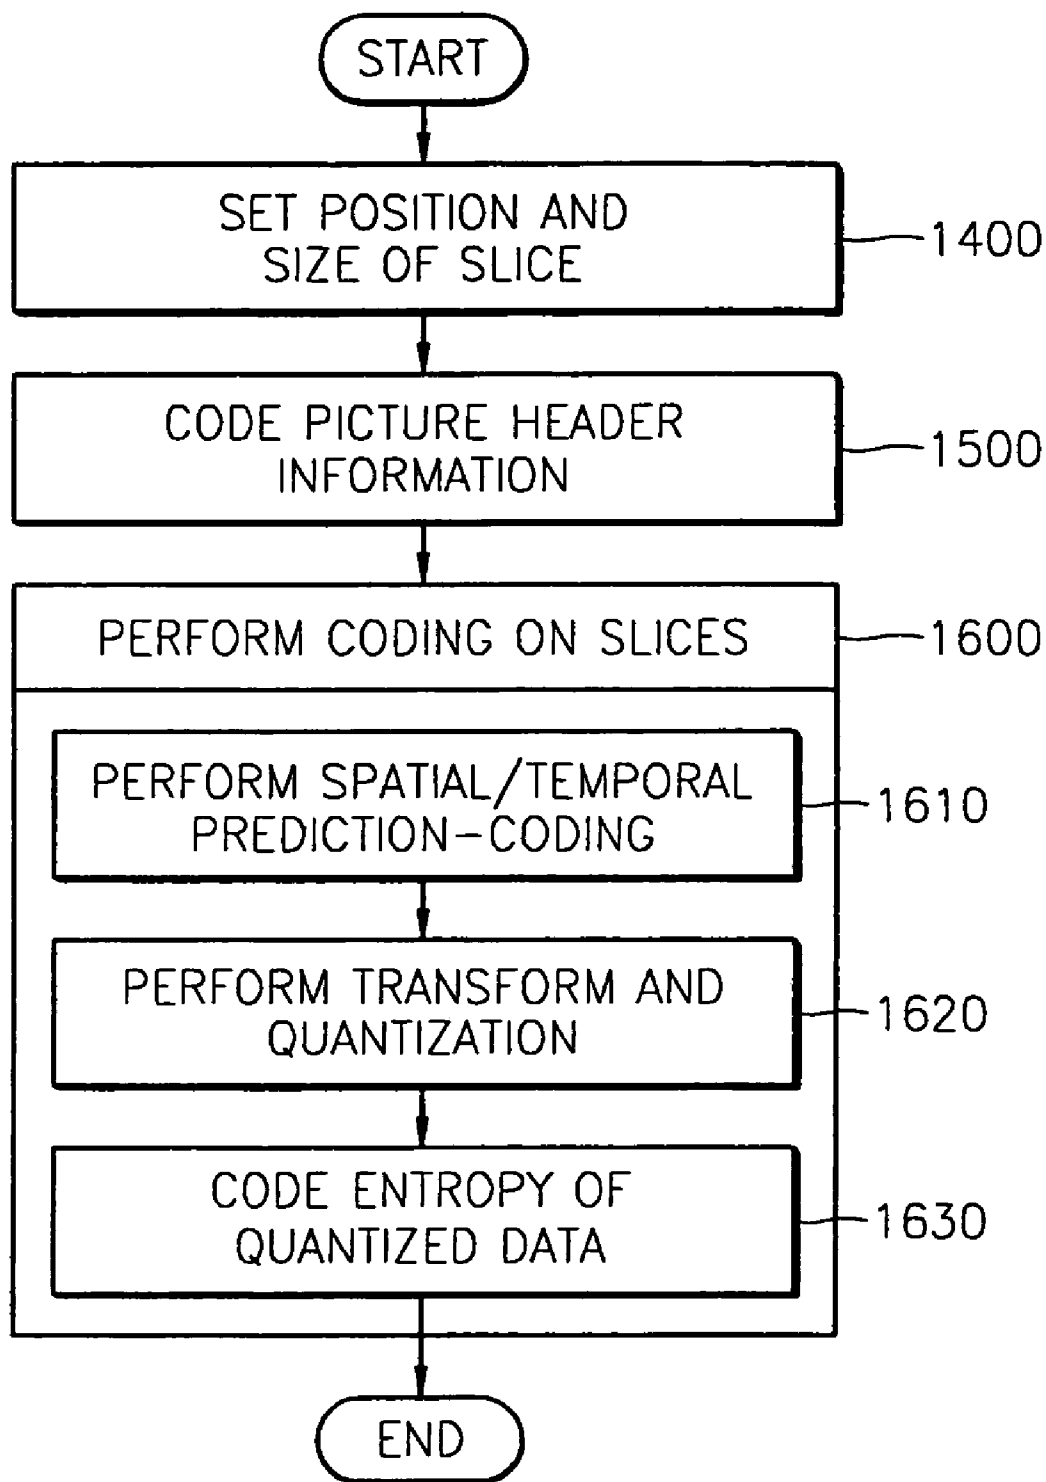 START
SET POSITION AND
SIZE OF SLICE
1400
CODE PICTURE HEADER
INFORMATION
1500
PERFORM CODING ON SLICES
1600
PERFORM SPATIAL/TEMPORAL
PREDICTION-CODING
1610
PERFORM TRANSFORM AND
QUANTIZATION
1620
CODE ENTROPY OF
QUANTIZED DATA
1630
END